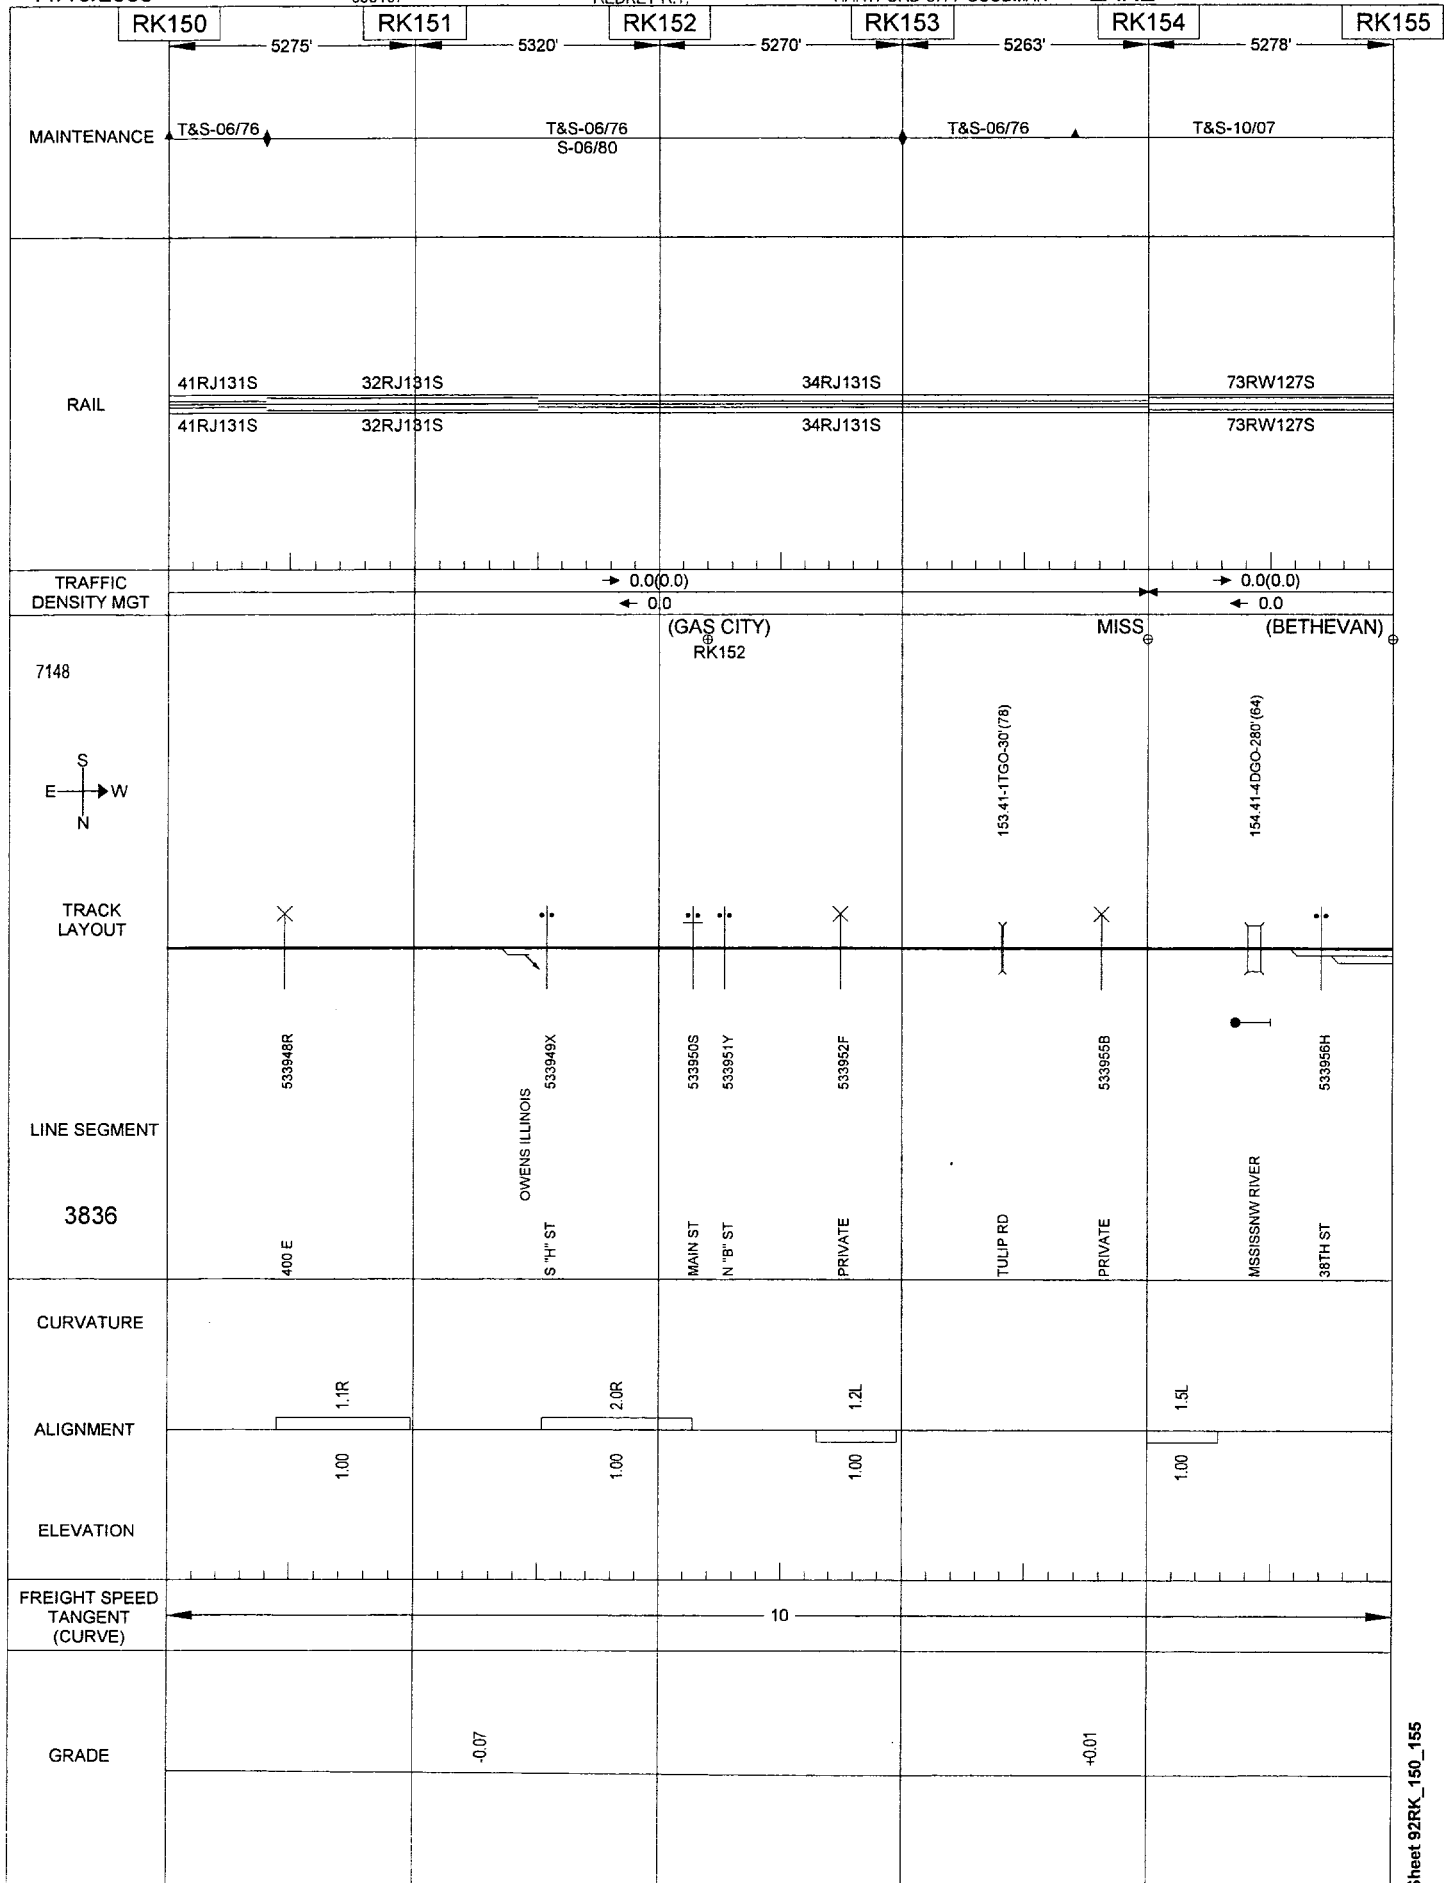 RK150 RK151 RK152 RK153 RK154 RK155
5275' 5320' 5270' 5263' 5278'
MAINTENANCE
T&S-06/76 T&S-06/76 T&S-06/76 T&S-10/07
S-06/80
41RJ131S 32RJ131S 34RJ131S 73RW127S
RAIL
41RJ131S 32RJ131S 34RJ131S 73RW127S
TRAFFIC
DENSITY MGT
0.0(0.0) 0.0(0.0)
0.0 0.0
(GAS CITY) MISS (BETHEVAN)
RK152
7148
S
E W
N
153.41-1TGO-30'(78)
154.41-4DGO-280'(64)
TRACK
LAYOUT
533948R
533949X
533950S
533951Y
533952F
533955B
533956H
LINE SEGMENT
3836
400 E
OWENS ILLINOIS
S "H" ST
MAIN ST
N "B" ST
PRIVATE
TULIP RD
PRIVATE
MSSISSNW RIVER
38TH ST
CURVATURE
1.1R 2.0R 1.2L 1.5L
ALIGNMENT
1.00 1.00 1.00 1.00
ELEVATION
FREIGHT SPEED
TANGENT
(CURVE)
10
GRADE
-0.07 +0.01
Sheet 92RK_150_155